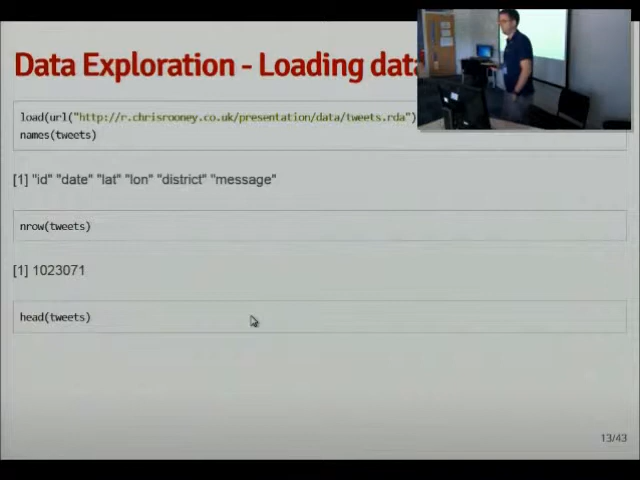 Data Exploration - Loading dat
load(url("http://r.chrisrooney.co.uk/presentation/data/tweets.rda")
names(tweets)
[1] "id" "date" "lat" "lon" "district" "message"
nrow(tweets)
[1] 1023071
head(tweets)
13/43